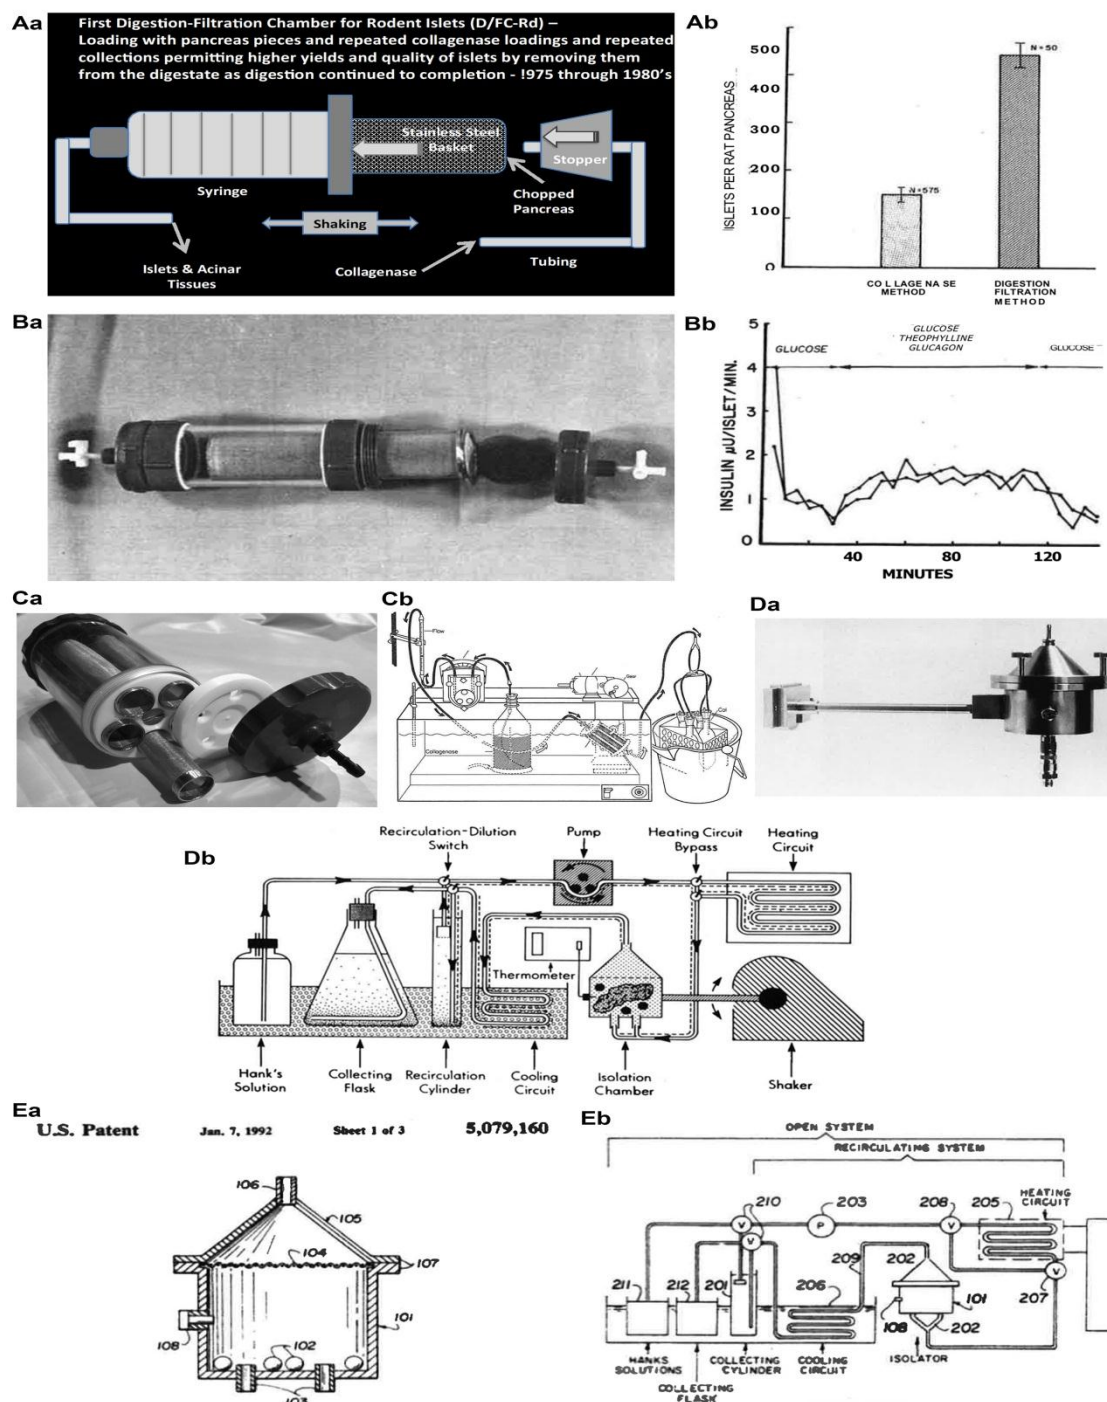 Aa
First Digestion-Filtration Chamber for Rodent Islets (D/FC-Rd) –
Loading with pancreas pieces and repeated collagenase loadings and repeated
collections permitting higher yields and quality of islets by removing them
from the digestate as digestion continued to completion - !975 through 1980's
Stainless Steel
Basket
Stopper
Syringe
Chopped
Pancreas
Shaking
Islets & Acinar
Tissues
Collagenase
Tubing
Ab
ISLETS PER RAT PANCREAS
500
400
300
200
100
0
N=575
N=50
CO L LAGE NA SE
METHOD
DIGESTION
FILTRATION
METHOD
Ba
Bb
GLUCOSE
GLUCOSE
THEOPHYLLINE
GLUCAGON
GLUCOSE
INSULIN µU/ISLET/MIN.
5
4
3
2
1
0
40
80
120
MINUTES
Ca
Cb
Flow
Collagenase
Col
Da
Db
Recirculation-Dilution
Switch
Pump
Heating Circuit
Bypass
Heating
Circuit
Thermometer
Hank's
Solution
Collecting
Flask
Recirculation
Cylinder
Cooling
Circuit
Isolation
Chamber
Shaker
Ea
U.S. Patent
Jan. 7, 1992
Sheet 1 of 3
5,079,160
106
105
104
107
108
102
101
103
Eb
OPEN SYSTEM
RECIRCULATING SYSTEM
HEATING
CIRCUIT
210
203
208
205
V
P
V
V
V
209
202
211
212
201
206
101
207
108
202
HANKS
SOLUTIONS
COLLECTING
CYLINDER
COOLING
CIRCUIT
ISOLATOR
COLLECTING
FLASK